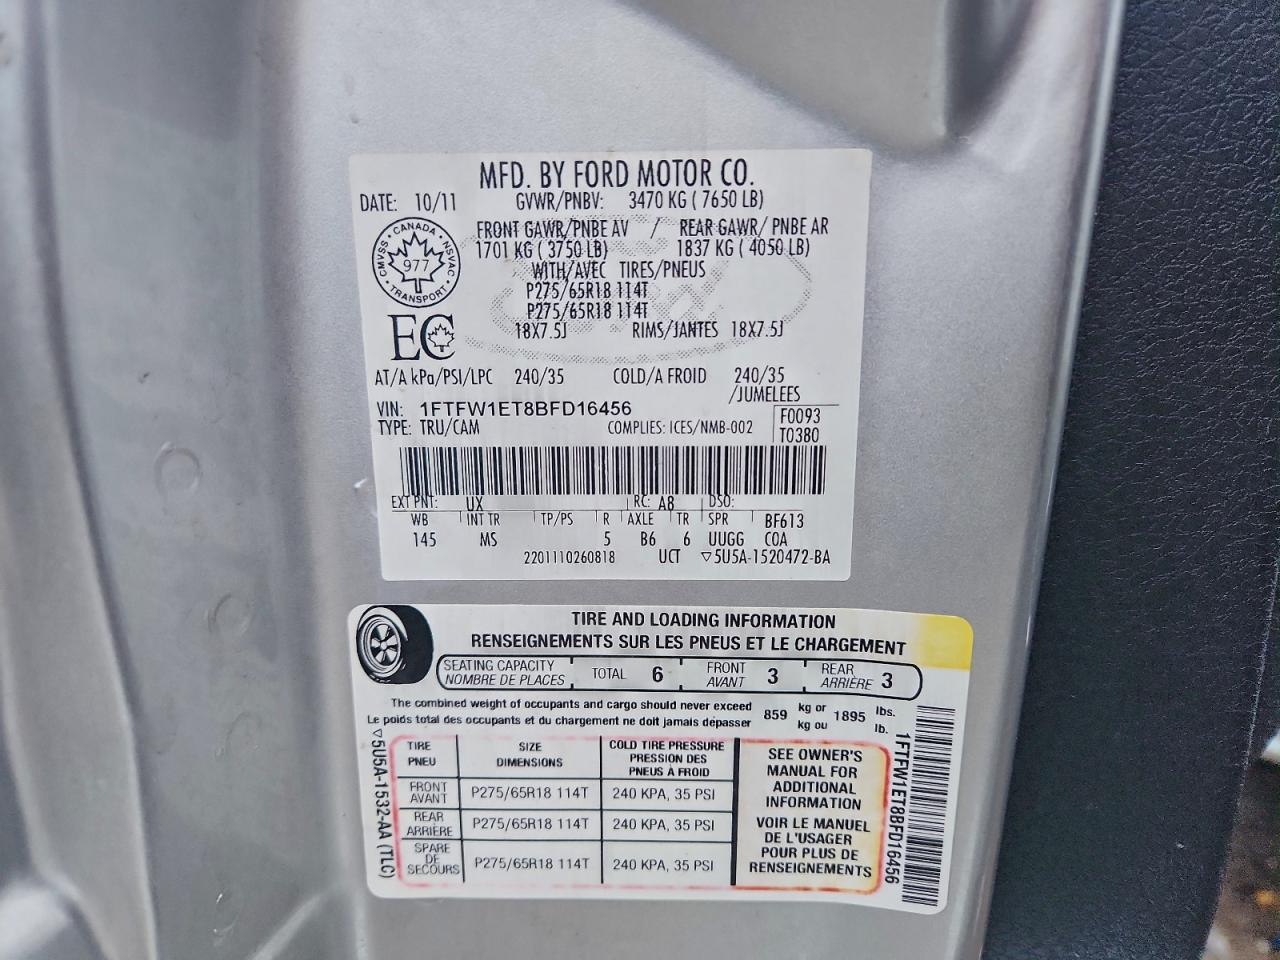 MFD. BY FORD MOTOR CO.
DATE: 10/11 GVWR/PNBV: 3470 KG ( 7650 LB)
FRONT GAWR/PNBE AV / REAR GAWR/ PNBE AR
1701 KG ( 3750 LB) 1837 KG ( 4050 LB)
WITH/AVEC TIRES/PNEUS
P275/65R18 114T
P275/65R18 114T
18X7.5J RIMS/JANTES 18X7.5J
CANADA
CMVSS NSVAC
977
TRANSPORT
EC
AT/A kPa/PSI/LPC 240/35 COLD/A FROID 240/35
/JUMELEES
VIN: 1FTFW1ET8BFD16456
TYPE: TRU/CAM COMPLIES: ICES/NMB-002
F0093
T0380
EXT PNT: UX RC: A8 DSO:
WB INT TR TP/PS R AXLE TR SPR BF613
145 MS 5 B6 6 UUGG COA
2201110260818 UCT ▽5U5A-1520472-BA
TIRE AND LOADING INFORMATION
RENSEIGNEMENTS SUR LES PNEUS ET LE CHARGEMENT
SEATING CAPACITY TOTAL 6 FRONT 3 REAR 3
NOMBRE DE PLACES AVANT ARRIÈRE
The combined weight of occupants and cargo should never exceed 859 kg or 1895 lbs.
Le poids total des occupants et du chargement ne doit jamais dépasser kg ou lb.
TIRE SIZE COLD TIRE PRESSURE
PNEU DIMENSIONS PRESSION DES
PNEUS À FROID
FRONT
AVANT P275/65R18 114T 240 KPA, 35 PSI
REAR
ARRIÈRE P275/65R18 114T 240 KPA, 35 PSI
SPARE
DE
SECOURS P275/65R18 114T 240 KPA, 35 PSI
SEE OWNER'S
MANUAL FOR
ADDITIONAL
INFORMATION
VOIR LE MANUEL
DE L'USAGER
POUR PLUS DE
RENSEIGNEMENTS
▽5U5A-1532-AA (TLC)
1FTFW1ET8BFD16456